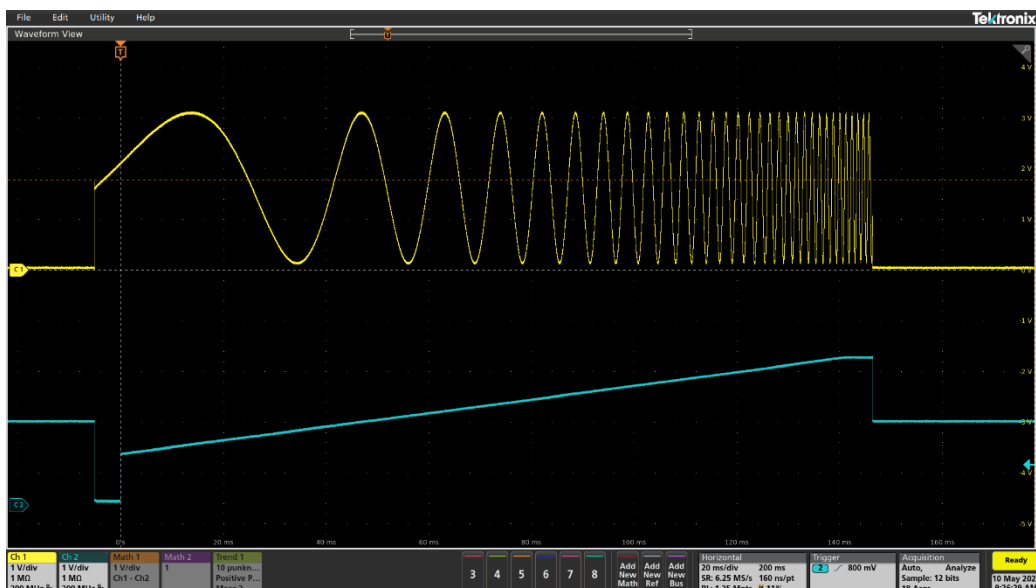 File Edit Utility Help Tektronix
Waveform View
T
T
4 V
3 V
2 V
1 V
C1
0 V
-1 V
-2 V
-3 V
-4 V
C2
-5 V
0 s 20 ms 40 ms 60 ms 80 ms 100 ms 120 ms 140 ms 160 ms
Ch 1 Ch 2 Math 1 Math 2 Trend 1 Horizontal Trigger Acquisition Ready
1 V/div 1 V/div 1 V/div 1 10 µunkn... 3 4 5 6 7 8 Add New Math Add New Ref Add New Bus 20 ms/div 200 ms 2 800 mV Auto, Analyze
1 MΩ 1 MΩ Ch1 - Ch2 Positive P... SR: 6.25 MS/s 160 ns/pt Sample: 12 bits 10 May